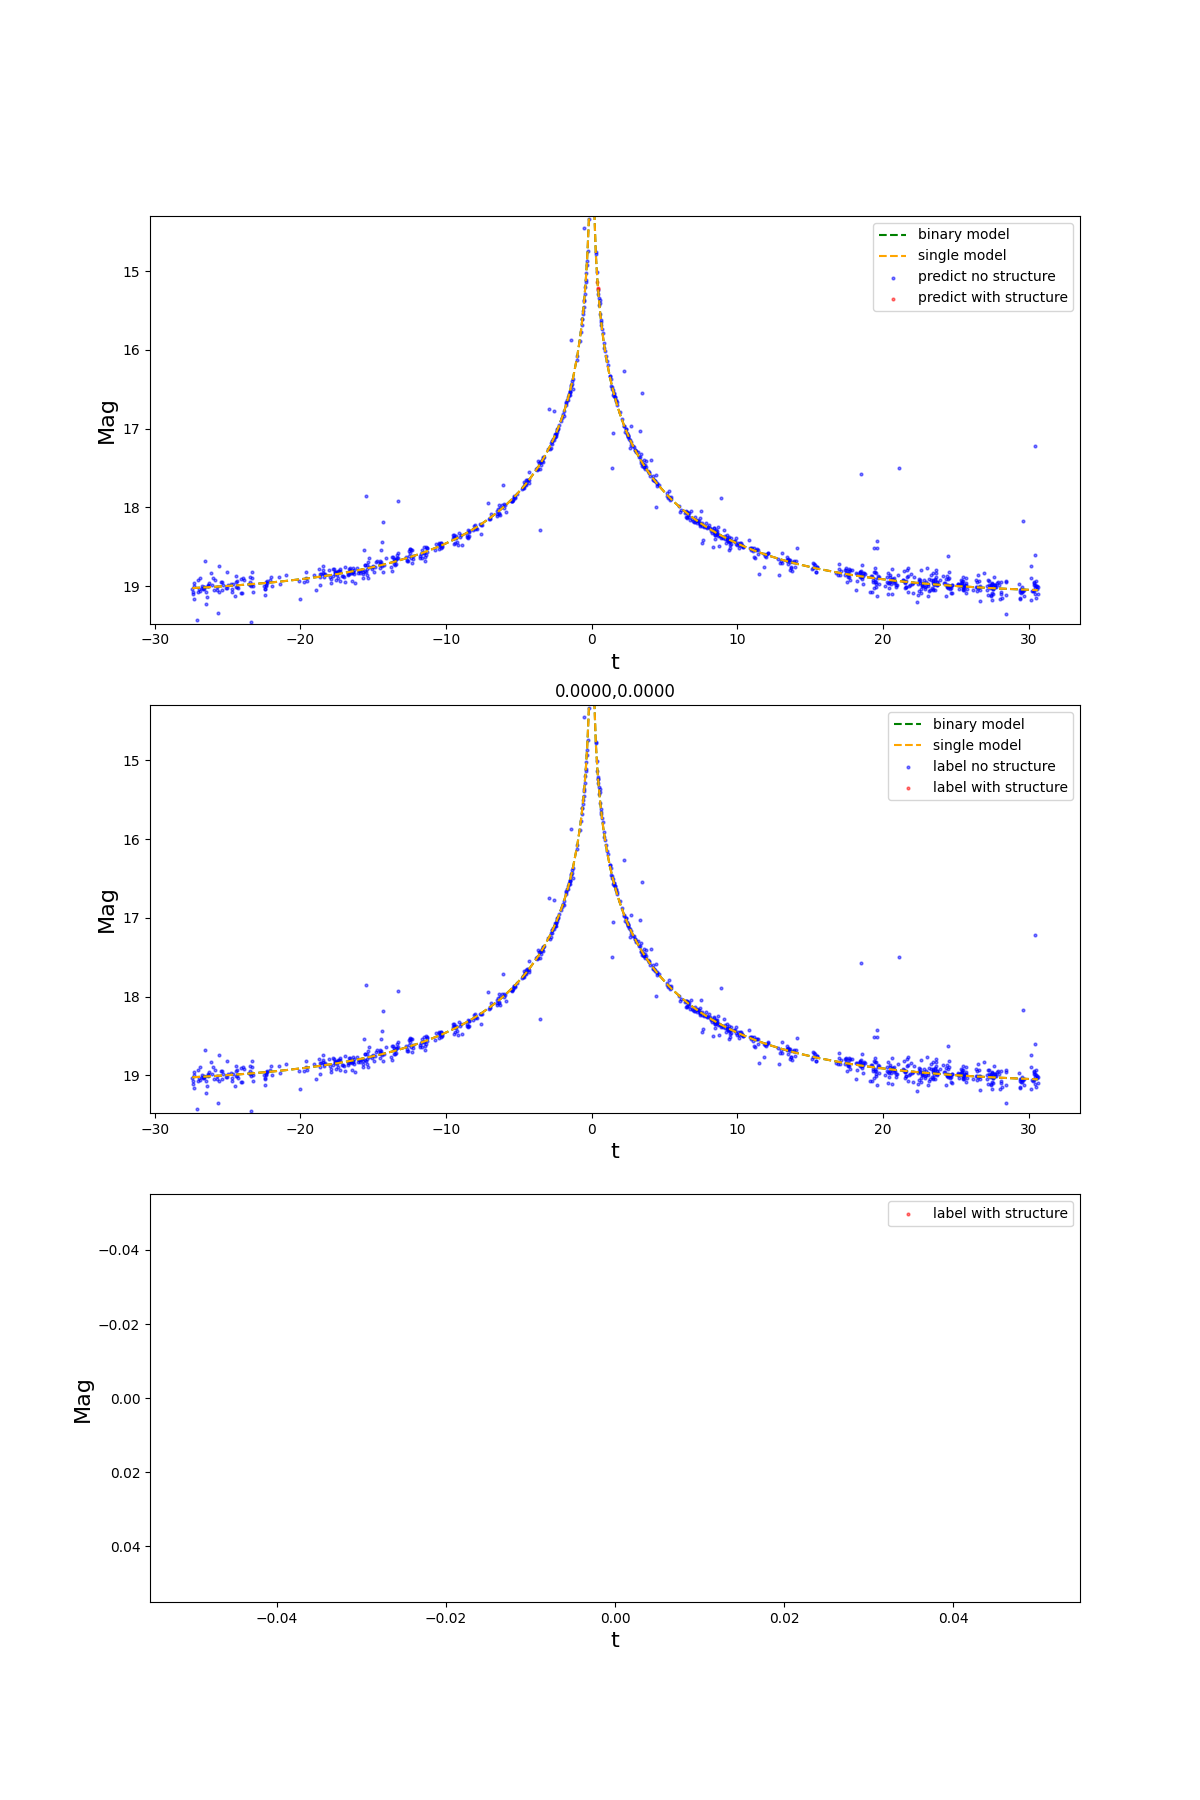 15
16
17
18
19
Mag
−30
−20
−10
0
10
20
30
t
binary model
single model
predict no structure
predict with structure
0.0000,0.0000
15
16
17
18
19
Mag
−30
−20
−10
0
10
20
30
t
binary model
single model
label no structure
label with structure
−0.04
−0.02
0.00
0.02
0.04
Mag
−0.04
−0.02
0.00
0.02
0.04
t
label with structure